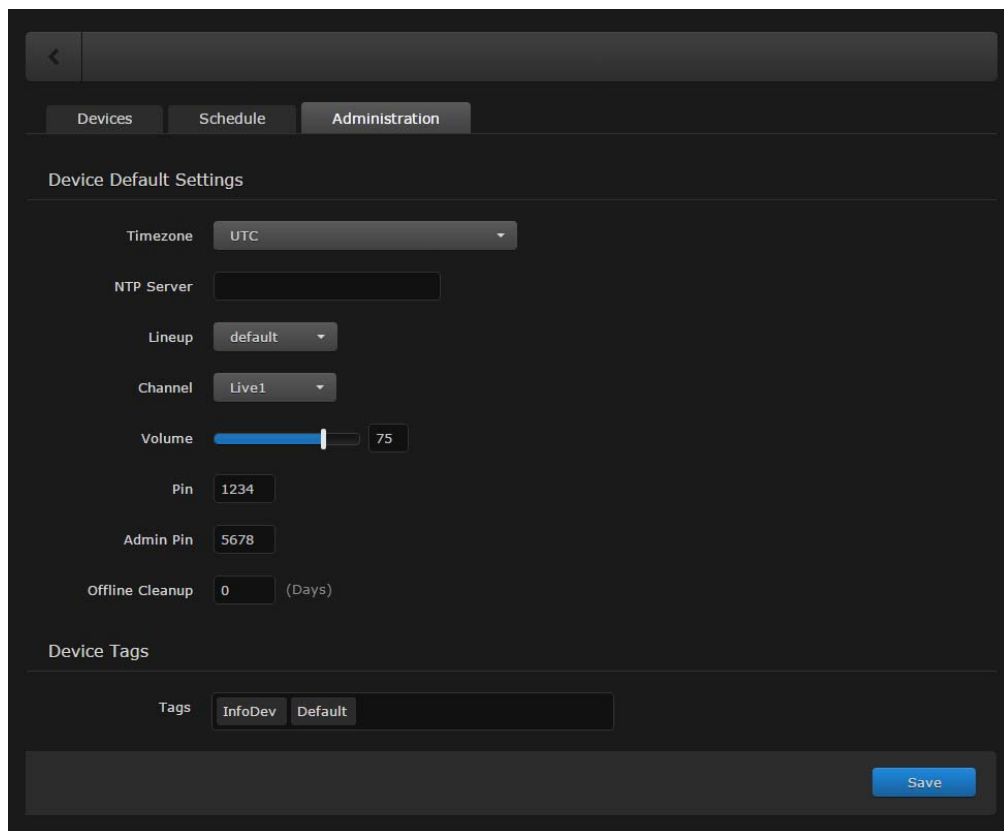 Devices Schedule Administration
Device Default Settings
Timezone UTC
NTP Server
Lineup default
Channel Live1
Volume 75
Pin 1234
Admin Pin 5678
Offline Cleanup 0 (Days)
Device Tags
Tags InfoDev Default
Save